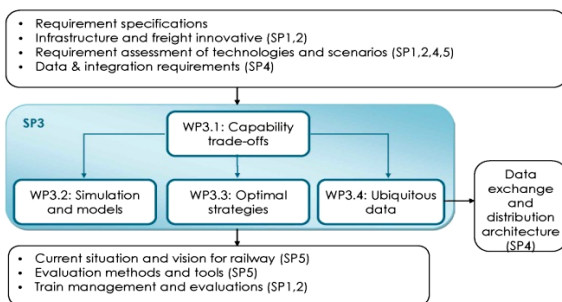 • Requirement specifications
• Infrastructure and freight innovative (SP1,2)
• Requirement assessment of technologies and scenarios (SP1,2,4,5)
• Data & integration requirements (SP4)
SP3
WP3.1: Capability
trade-offs
WP3.2: Simulation
and models
WP3.3: Optimal
strategies
WP3.4: Ubiquitous
data
Data
exchange
and
distribution
architecture
(SP4)
• Current situation and vision for railway (SP5)
• Evaluation methods and tools (SP5)
• Train management and evaluations (SP1,2)